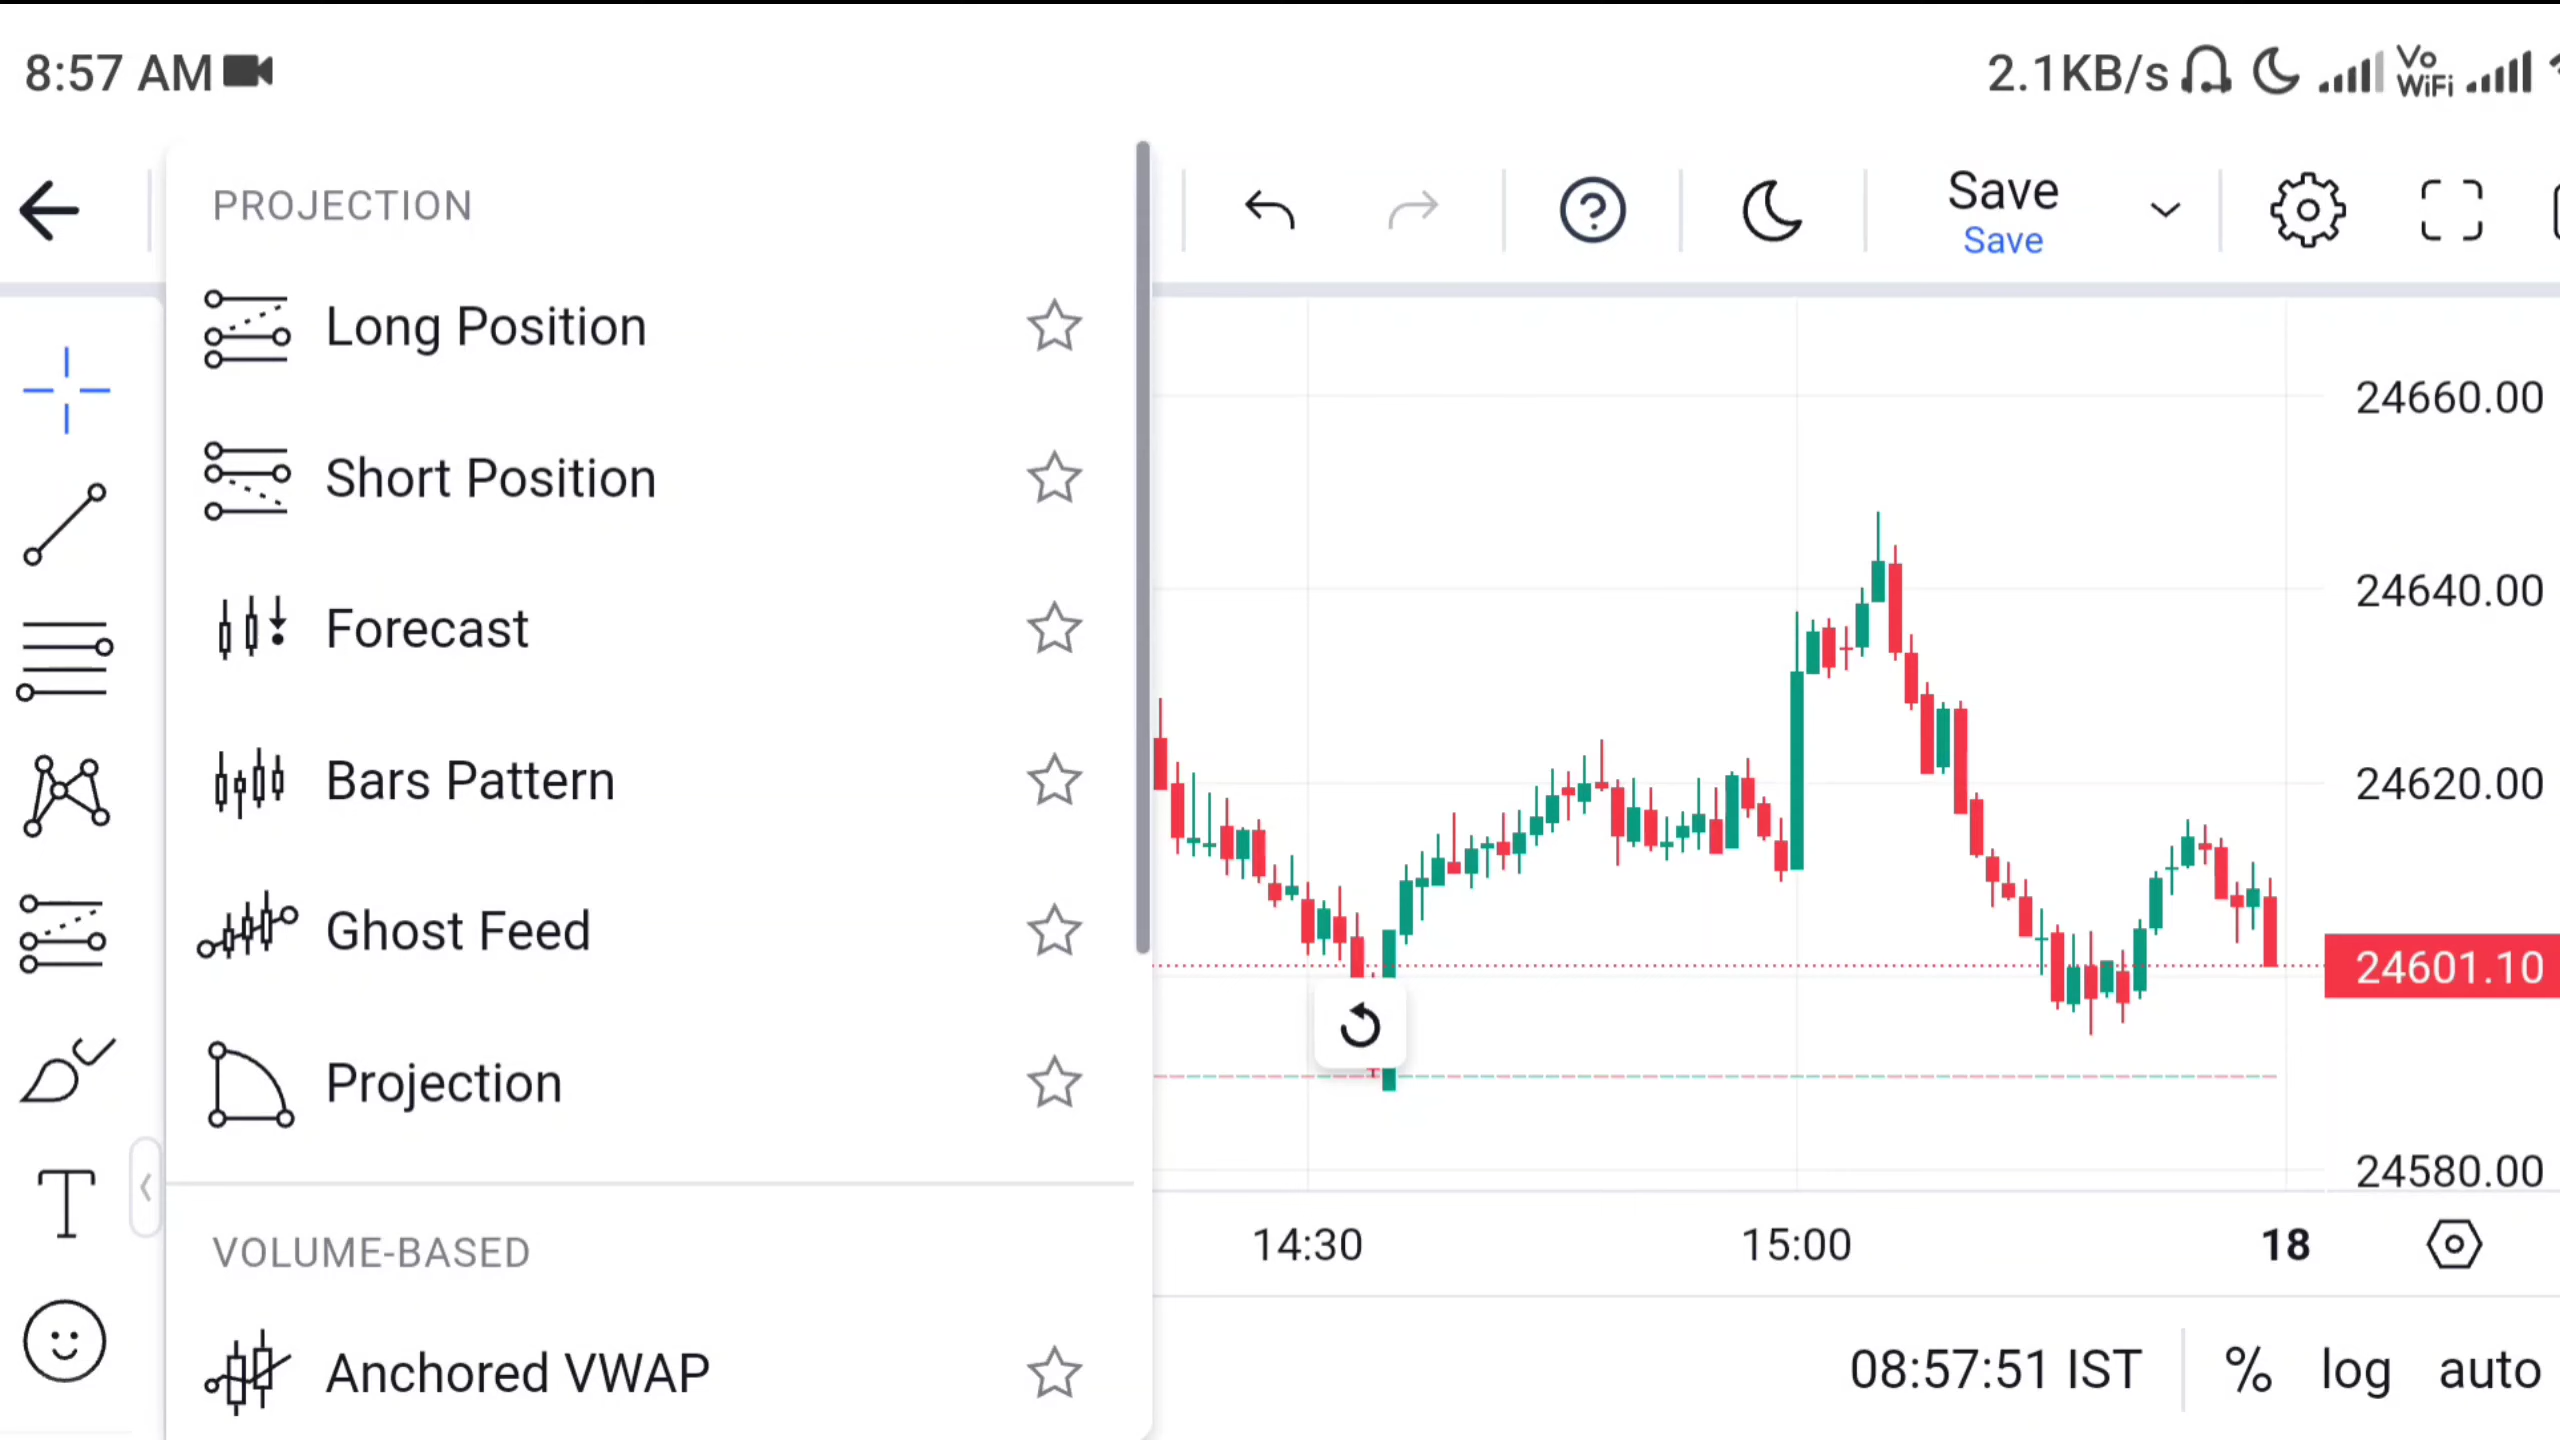 8:57 AM
2.1KB/s
Vo
WiFi
PROJECTION
Save
Save
Long Position
Short Position
Forecast
Bars Pattern
Ghost Feed
Projection
VOLUME-BASED
Anchored VWAP
24660.00
24640.00
24620.00
24601.10
24580.00
14:30
15:00
18
08:57:51 IST
%
log
auto